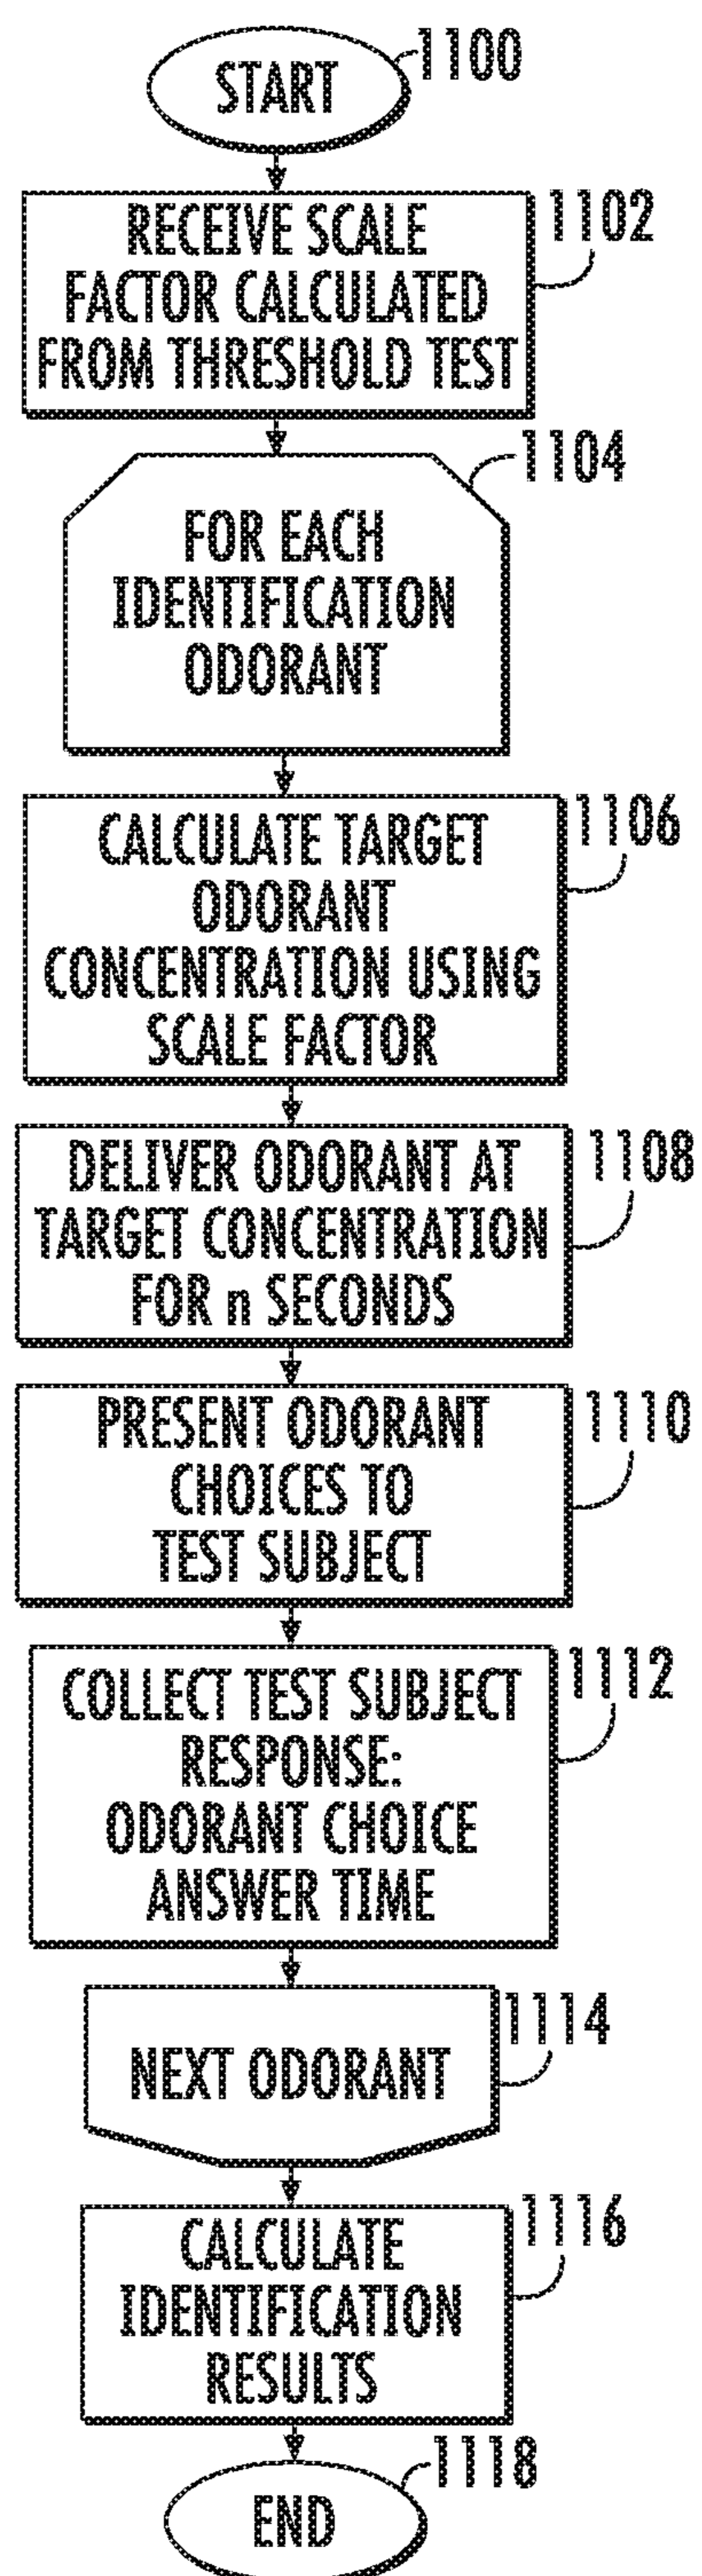 START
1100
RECEIVE SCALE
FACTOR CALCULATED
FROM THRESHOLD TEST
1102
FOR EACH
IDENTIFICATION
ODORANT
1104
CALCULATE TARGET
ODORANT
CONCENTRATION USING
SCALE FACTOR
1106
DELIVER ODORANT AT
TARGET CONCENTRATION
FOR n SECONDS
1108
PRESENT ODORANT
CHOICES TO
TEST SUBJECT
1110
COLLECT TEST SUBJECT
RESPONSE:
ODORANT CHOICE
ANSWER TIME
1112
NEXT ODORANT
1114
CALCULATE
IDENTIFICATION
RESULTS
1116
END
1118